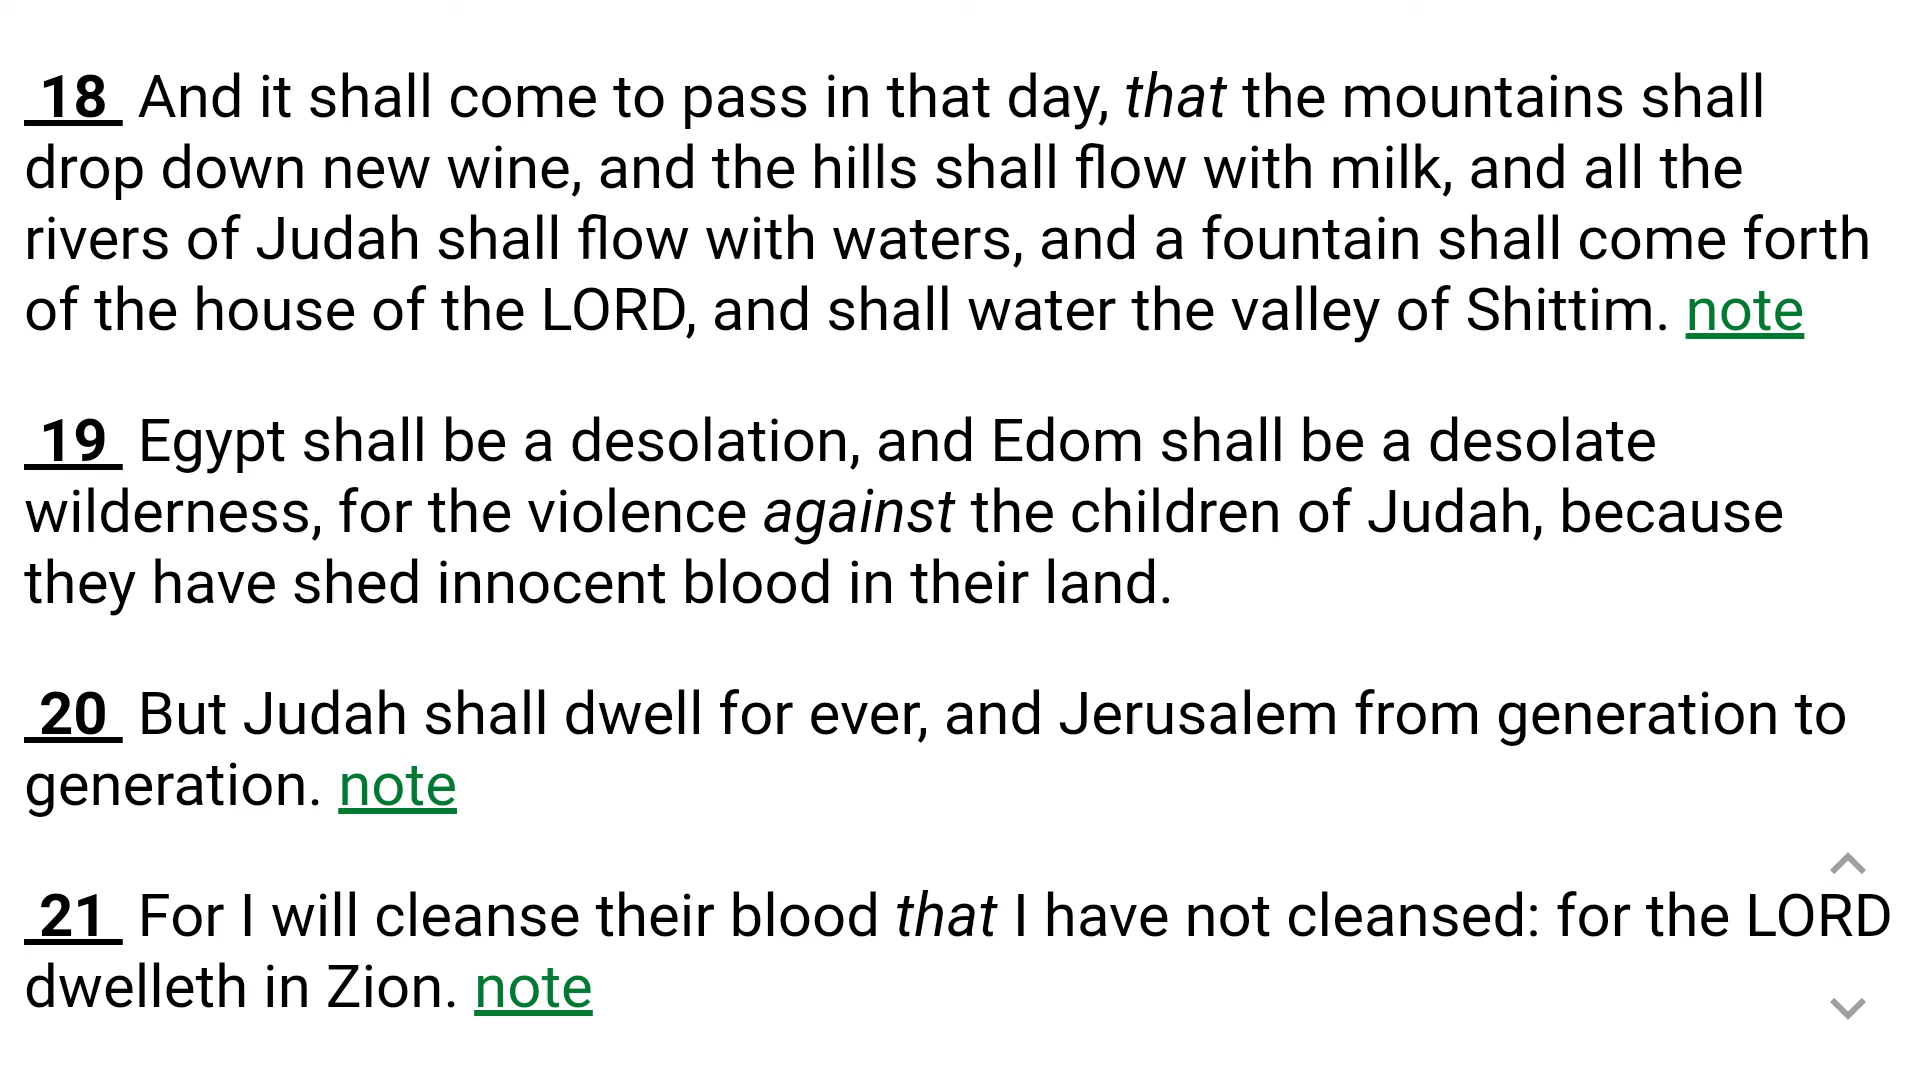 18 And it shall come to pass in that day, that the mountains shall
drop down new wine, and the hills shall flow with milk, and all the
rivers of Judah shall flow with waters, and a fountain shall come forth
of the house of the LORD, and shall water the valley of Shittim. note
19 Egypt shall be a desolation, and Edom shall be a desolate
wilderness, for the violence against the children of Judah, because
they have shed innocent blood in their land.
20 But Judah shall dwell for ever, and Jerusalem from generation to
generation. note
21 For I will cleanse their blood that I have not cleansed: for the LORD
dwelleth in Zion. note